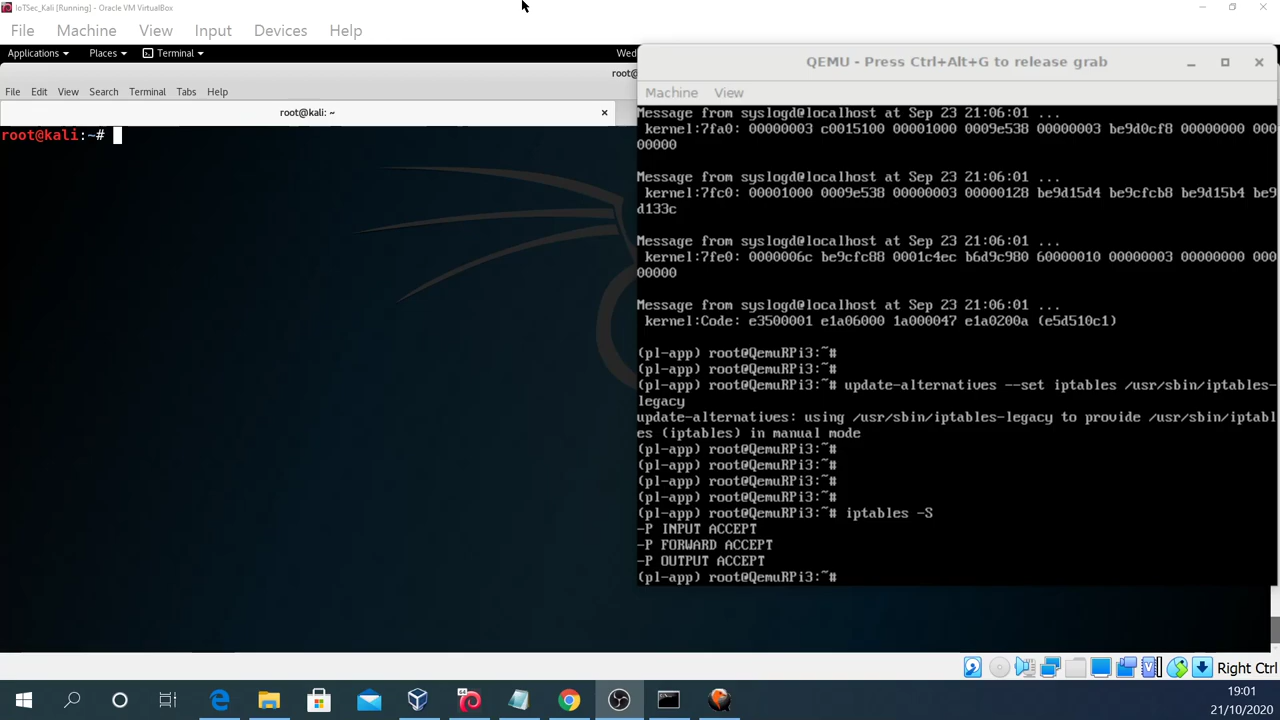 IoTSec_Kali [Running] - Oracle VM VirtualBox
File Machine View Input Devices Help
Applications Places Terminal Wed
root@
File Edit View Search Terminal Tabs Help
root@kali: ~
root@kali:~#
QEMU - Press Ctrl+Alt+G to release grab
Machine View
Message from syslogd@localhost at Sep 23 21:06:01 ...
kernel:7fa0: 00000003 c0015100 00001000 0009e538 00000003 be9d0cf8 00000000 000
00000
Message from syslogd@localhost at Sep 23 21:06:01 ...
kernel:7fc0: 00001000 0009e538 00000003 00000128 be9d15d4 be9cfcb8 be9d15b4 be9
d133c
Message from syslogd@localhost at Sep 23 21:06:01 ...
kernel:7fe0: 0000006c be9cfc88 0001c4ec b6d9c980 60000010 00000003 00000000 000
00000
Message from syslogd@localhost at Sep 23 21:06:01 ...
kernel:Code: e3500001 e1a06000 1a000047 e1a0200a (e5d510c1)
(pl-app) root@QemuRPi3:~#
(pl-app) root@QemuRPi3:~#
(pl-app) root@QemuRPi3:~# update-alternatives --set iptables /usr/sbin/iptables-
legacy
update-alternatives: using /usr/sbin/iptables-legacy to provide /usr/sbin/iptabl
es (iptables) in manual mode
(pl-app) root@QemuRPi3:~#
(pl-app) root@QemuRPi3:~#
(pl-app) root@QemuRPi3:~#
(pl-app) root@QemuRPi3:~#
(pl-app) root@QemuRPi3:~# iptables -S
-P INPUT ACCEPT
-P FORWARD ACCEPT
-P OUTPUT ACCEPT
(pl-app) root@QemuRPi3:~#
Right Ctrl
64
19:01
21/10/2020